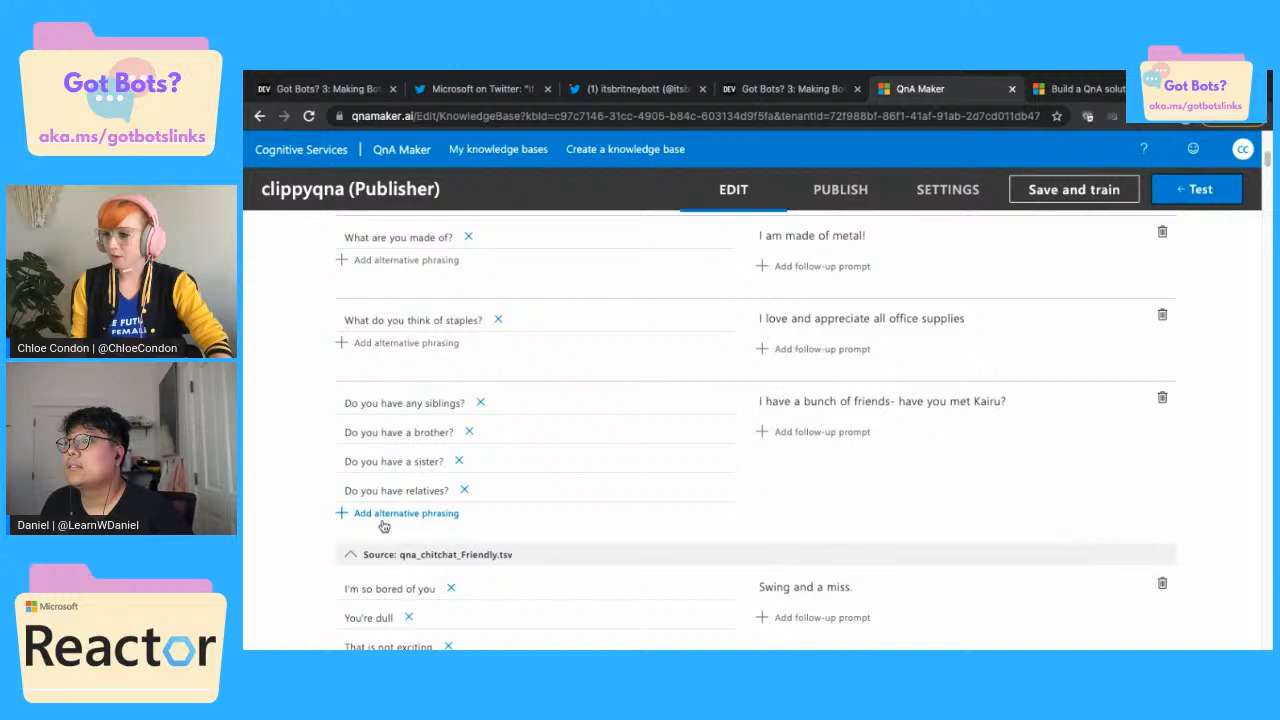 Got Bots?
aka.ms/gotbotslinks
Got Bots?
aka.ms/gotbotslinks
Got Bots? 3: Making Bo
Microsoft on Twitter: "If
(1) itsbritneybott (@itsb
Got Bots? 3: Making Bo
QnA Maker
Build a QnA solut
qnamaker.ai/Edit/KnowledgeBase?kbId=c97c7146-31cc-4905-b84c-603134d9f5fa&tenantId=72f988bf-86f1-41af-91ab-2d7cd011db47
Cognitive Services
QnA Maker
My knowledge bases
Create a knowledge base
?
CC
clippyqna (Publisher)
EDIT
PUBLISH
SETTINGS
Save and train
← Test
What are you made of?
I am made of metal!
Add alternative phrasing
Add follow-up prompt
What do you think of staples?
I love and appreciate all office supplies
Add alternative phrasing
Add follow-up prompt
Do you have any siblings?
I have a bunch of friends- have you met Kairu?
Do you have a brother?
Add follow-up prompt
Do you have a sister?
Do you have relatives?
Add alternative phrasing
Source: qna_chitchat_Friendly.tsv
I'm so bored of you
Swing and a miss.
You're dull
Add follow-up prompt
That is not exciting
Chloe Condon | @ChloeCondon
Daniel | @LearnWDaniel
Microsoft
Reactor